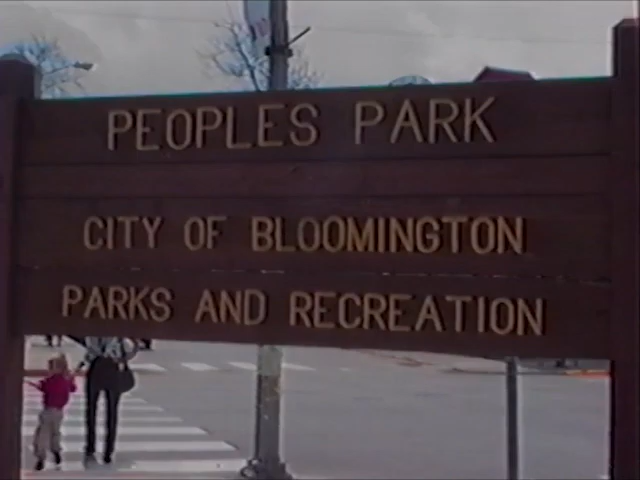 PEOPLES PARK
CITY OF BLOOMINGTON
PARKS AND RECREATION